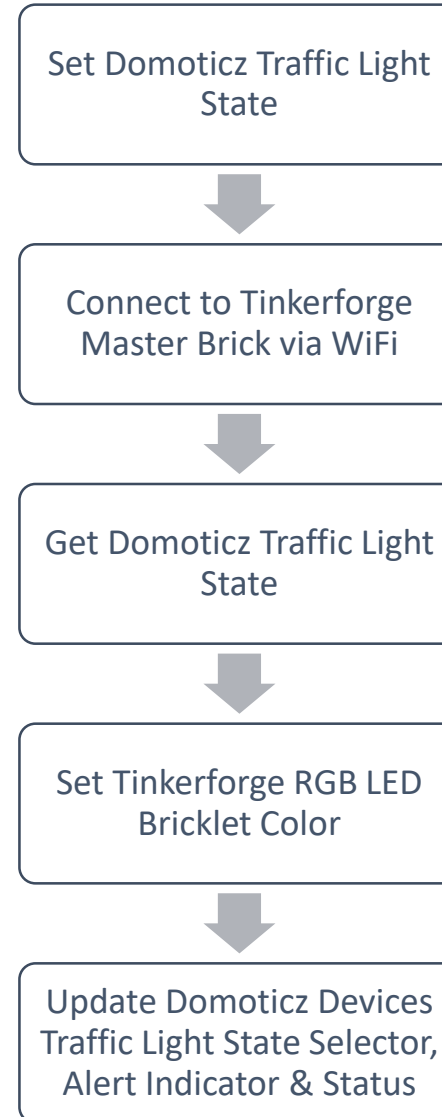 Set Domoticz Traffic Light
State
Connect to Tinkerforge
Master Brick via WiFi
Get Domoticz Traffic Light
State
Set Tinkerforge RGB LED
Bricklet Color
Update Domoticz Devices
Traffic Light State Selector,
Alert Indicator & Status